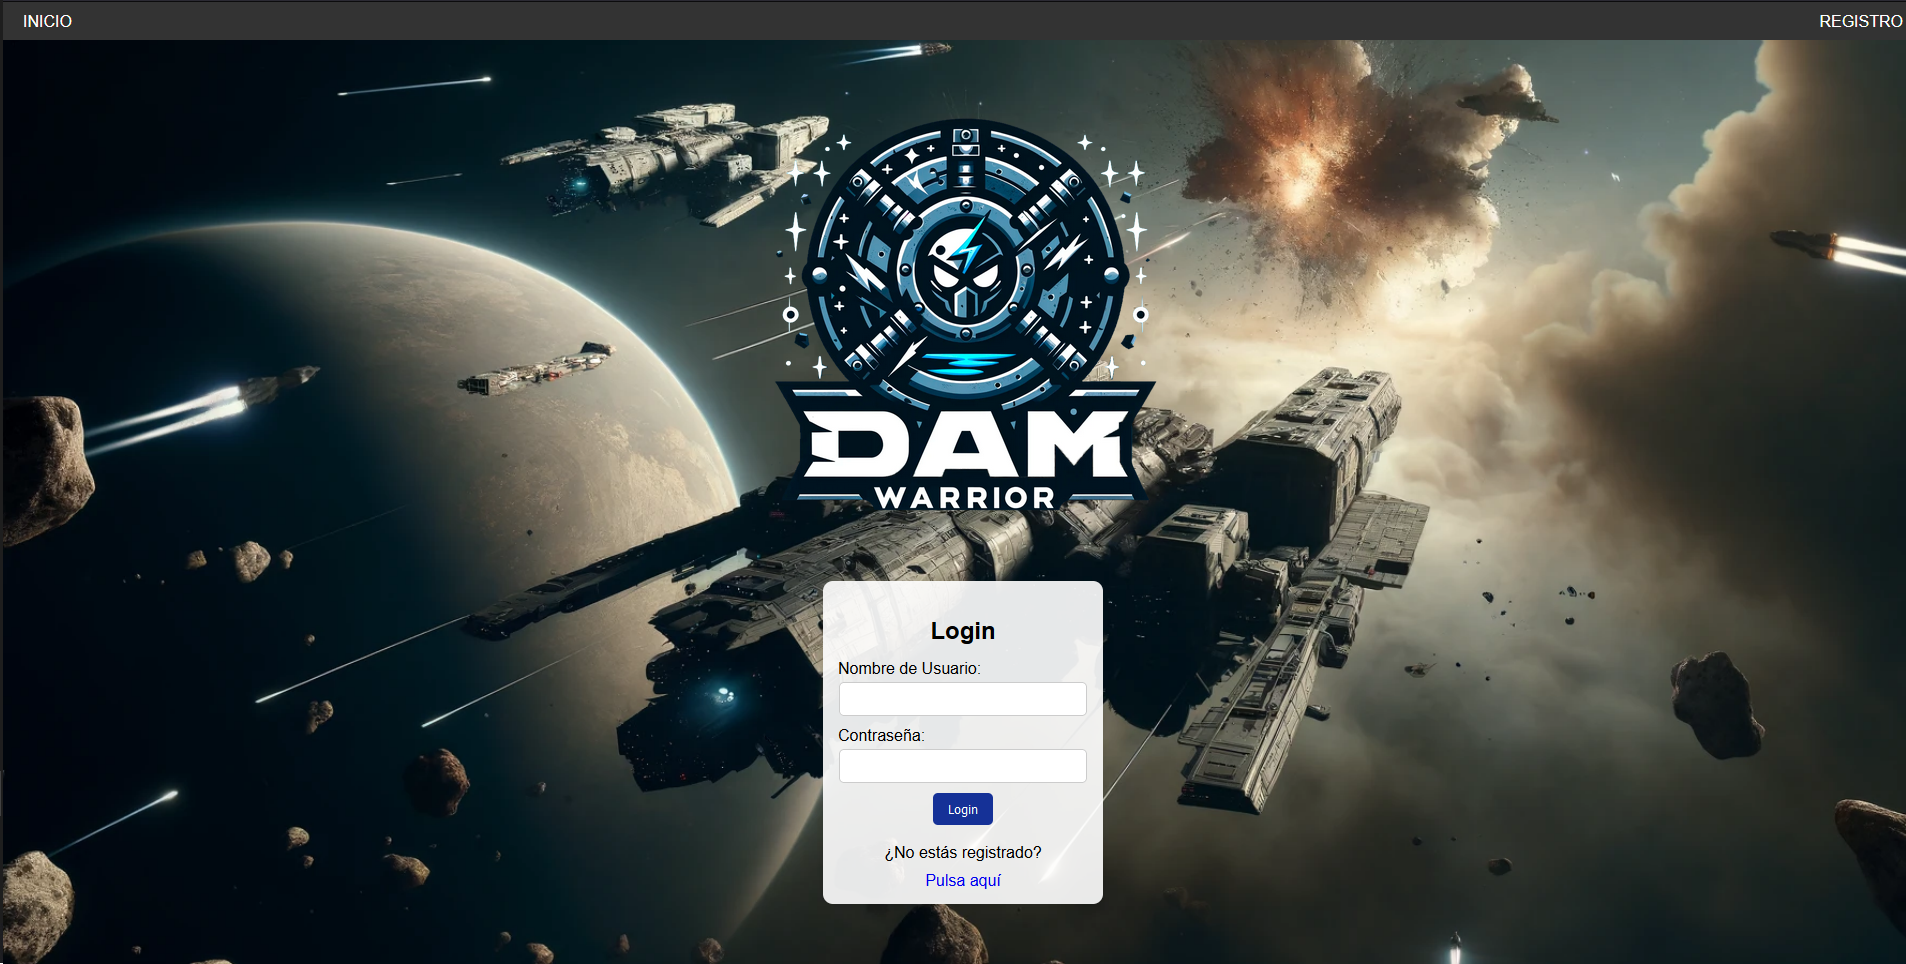 INICIO
REGISTRO
DAM
WARRIOR
Login
Nombre de Usuario:
Contraseña:
Login
¿No estás registrado?
Pulsa aquí